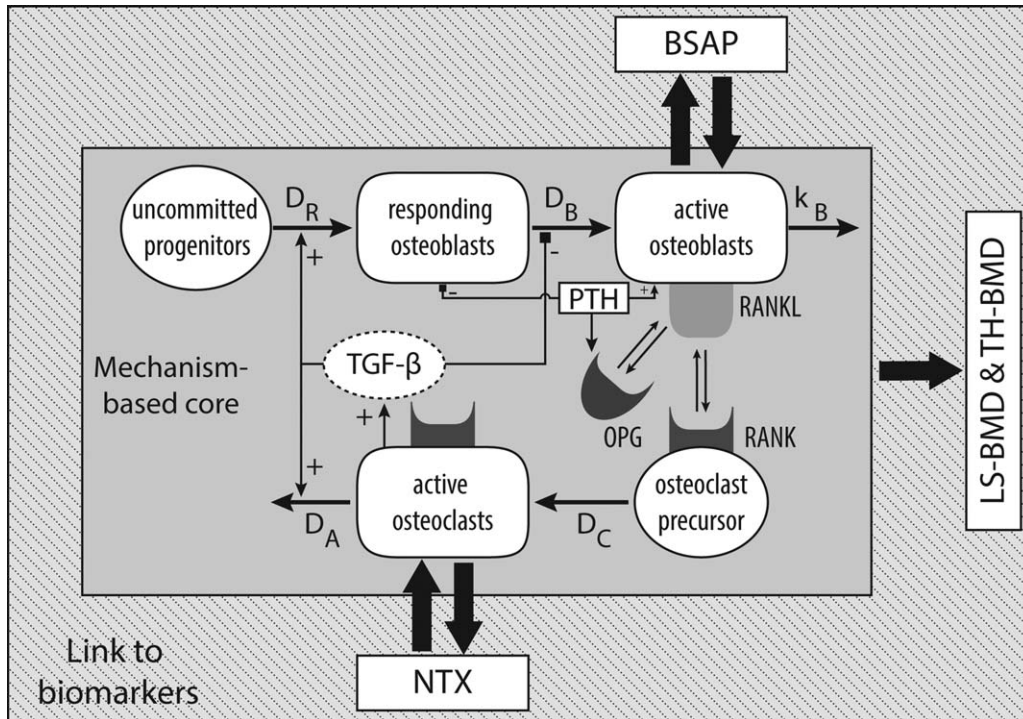 BSAP
uncommitted
progenitors
D_R
+
responding
osteoblasts
D_B
-
active
osteoblasts
k_B
-
PTH
+
RANKL
TGF-β
Mechanism-
based core
+
OPG
RANK
+
D_A
active
osteoclasts
D_C
osteoclast
precursor
LS-BMD & TH-BMD
Link to
biomarkers
NTX